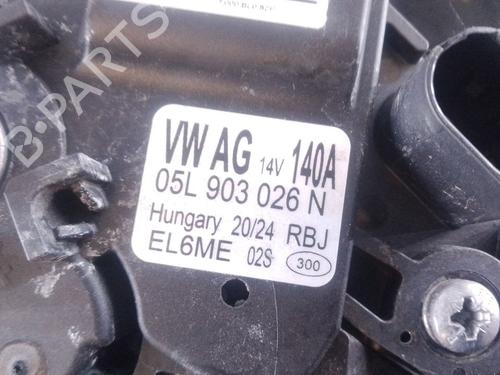 B-PARTS
VW AG 14V 140A
05L 903 026 N
Hungary 20/24 RBJ
EL6ME 02S 300